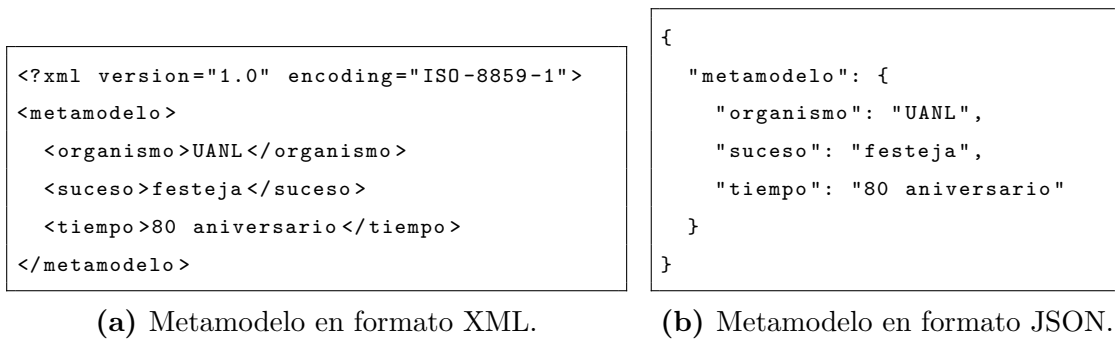 <?xml version="1.0" encoding="ISO-8859-1">
<metamodelo>
  <organismo>UANL</organismo>
  <suceso>festeja</suceso>
  <tiempo>80 aniversario</tiempo>
</metamodelo>
(a) Metamodelo en formato XML.
{
  "metamodelo": {
    "organismo": "UANL",
    "suceso": "festeja",
    "tiempo": "80 aniversario"
  }
}
(b) Metamodelo en formato JSON.